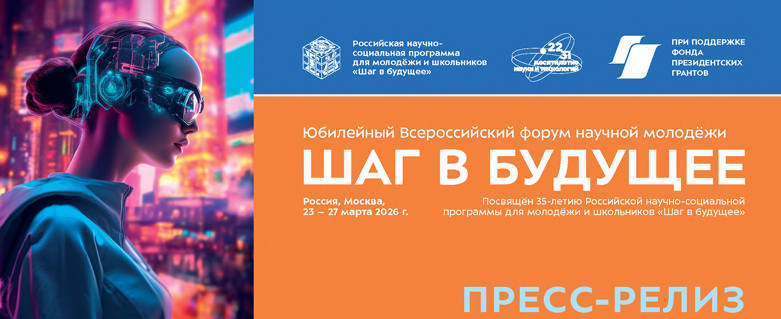 Российская научно-
социальная программа
для молодёжи и школьников
«Шаг в будущее»
22
31
десятилетие
науки и технологий
ПРИ ПОДДЕРЖКЕ
ФОНДА
ПРЕЗИДЕНТСКИХ
ГРАНТОВ
Юбилейный Всероссийский форум научной молодёжи
ШАГ В БУДУЩЕЕ
Россия, Москва,
23 – 27 марта 2026 г.
Посвящён 35-летию Российской научно-социальной
программы для молодёжи и школьников «Шаг в будущее»
ПРЕСС-РЕЛИЗ